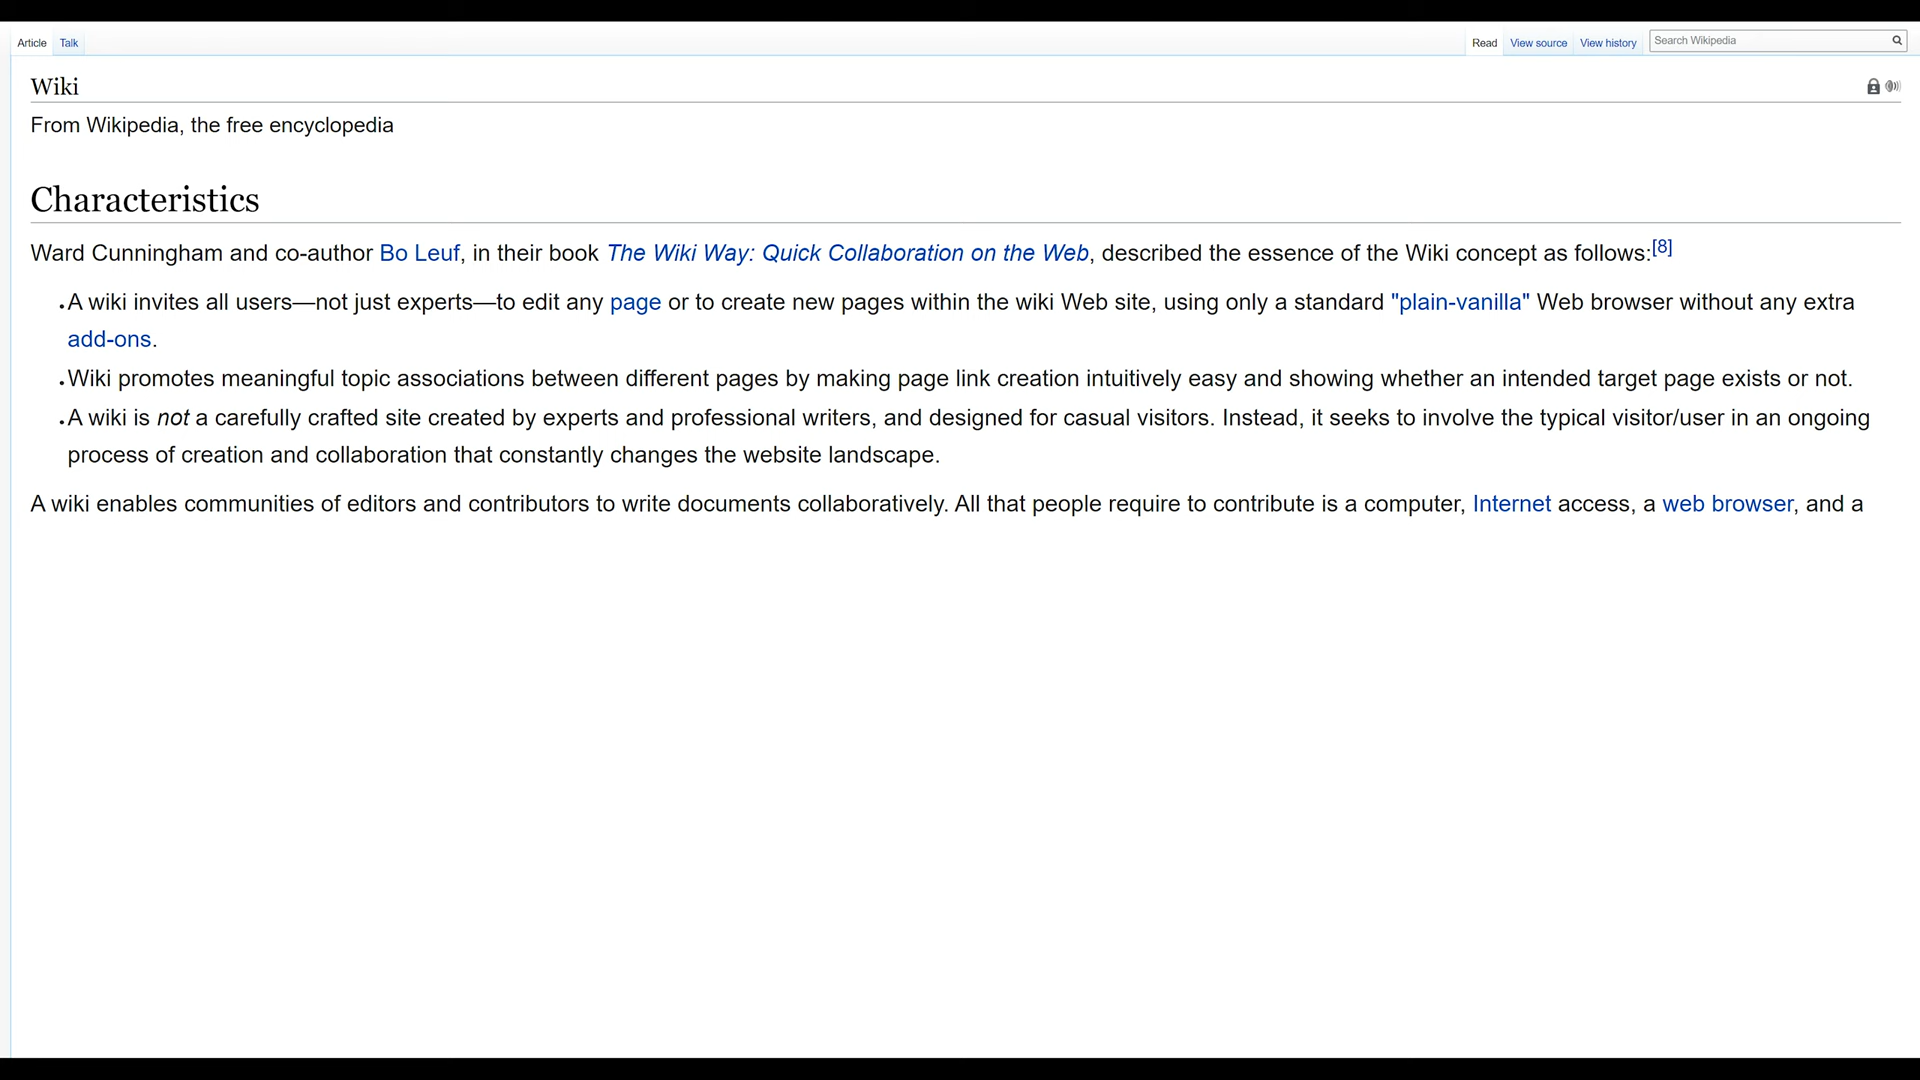 Article Talk Read View source View history Search Wikipedia
Wiki
From Wikipedia, the free encyclopedia
Characteristics
Ward Cunningham and co-author Bo Leuf, in their book The Wiki Way: Quick Collaboration on the Web, described the essence of the Wiki concept as follows:[8]
• A wiki invites all users—not just experts—to edit any page or to create new pages within the wiki Web site, using only a standard "plain-vanilla" Web browser without any extra
add-ons.
• Wiki promotes meaningful topic associations between different pages by making page link creation intuitively easy and showing whether an intended target page exists or not.
• A wiki is not a carefully crafted site created by experts and professional writers, and designed for casual visitors. Instead, it seeks to involve the typical visitor/user in an ongoing
process of creation and collaboration that constantly changes the website landscape.
A wiki enables communities of editors and contributors to write documents collaboratively. All that people require to contribute is a computer, Internet access, a web browser, and a